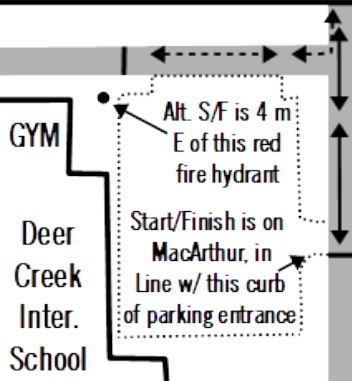 Alt. S/F is 4 m
E of this red
fire hydrant
GYM
Start/Finish is on
MacArthur, in
Line w/ this curb
of parking entrance
Deer
Creek
Inter.
School